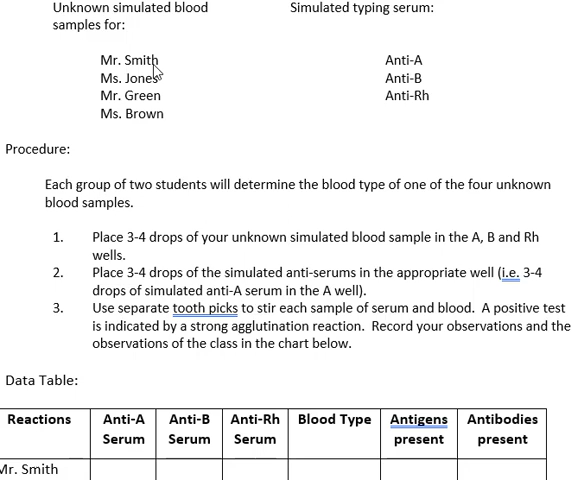 Unknown simulated blood
samples for:
Simulated typing serum:
Mr. Smith
Ms. Jones
Mr. Green
Ms. Brown
Anti-A
Anti-B
Anti-Rh
Procedure:
Each group of two students will determine the blood type of one of the four unknown
blood samples.
1. Place 3-4 drops of your unknown simulated blood sample in the A, B and Rh
wells.
2. Place 3-4 drops of the simulated anti-serums in the appropriate well (i.e. 3-4
drops of simulated anti-A serum in the A well).
3. Use separate tooth picks to stir each sample of serum and blood. A positive test
is indicated by a strong agglutination reaction. Record your observations and the
observations of the class in the chart below.
Data Table:
Reactions Anti-A Serum Anti-B Serum Anti-Rh Serum Blood Type Antigens present Antibodies present
Mr. Smith